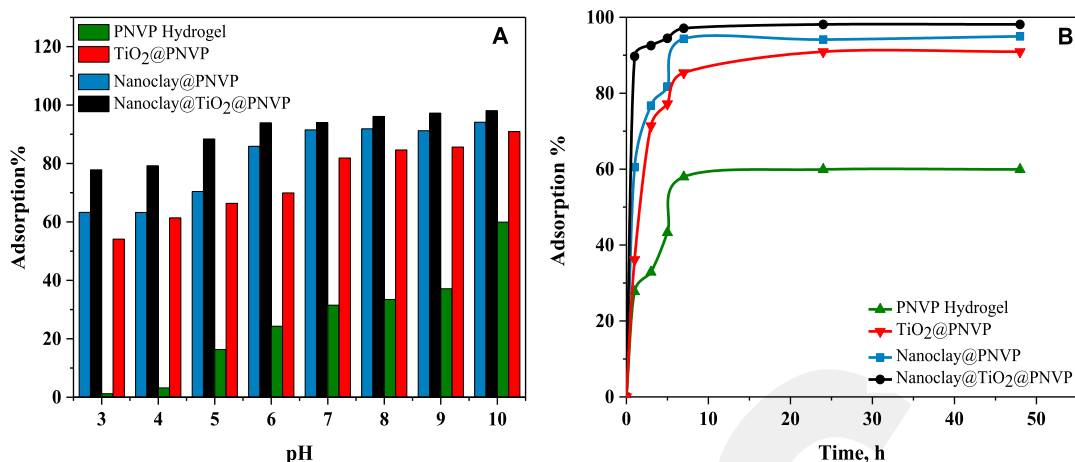 A
PNVP Hydrogel
TiO2@PNVP
Nanoclay@PNVP
Nanoclay@TiO2@PNVP
Adsorption%
120
100
80
60
40
20
0
3 4 5 6 7 8 9 10
pH
B
Adsorption %
100
80
60
40
20
0
PNVP Hydrogel
TiO2@PNVP
Nanoclay@PNVP
Nanoclay@TiO2@PNVP
0 10 20 30 40 50
Time, h